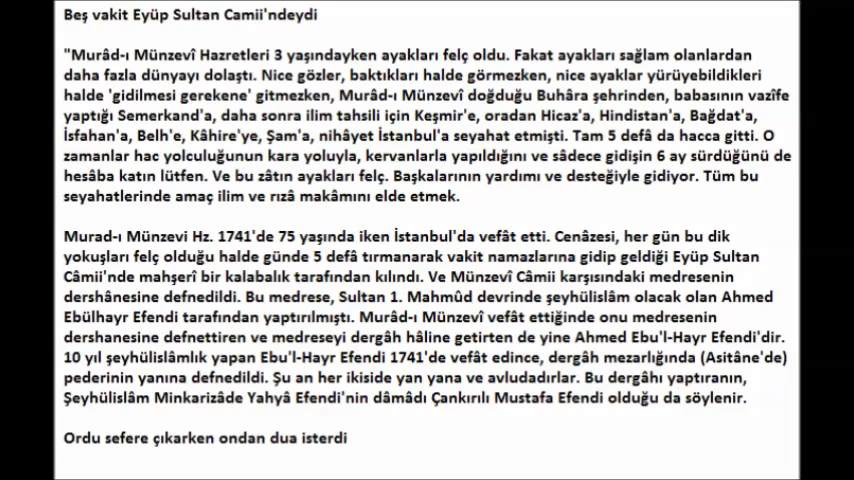 Beş vakit Eyüp Sultan Camii'ndeydi
"Murâd-ı Münzevî Hazretleri 3 yaşındayken ayakları felç oldu. Fakat ayakları sağlam olanlardan
daha fazla dünyayı dolaştı. Nice gözler, baktıkları halde görmezken, nice ayaklar yürüyebildikleri
halde 'gidilmesi gerekene' gitmezken, Murâd-ı Münzevî doğduğu Buhâra şehrinden, babasının vazîfe
yaptığı Semerkand'a, daha sonra ilim tahsili için Keşmir'e, oradan Hicaz'a, Hindistan'a, Bağdat'a,
İsfahan'a, Belh'e, Kâhire'ye, Şam'a, nihâyet İstanbul'a seyahat etmişti. Tam 5 defâ da hacca gitti. O
zamanlar hac yolculuğunun kara yoluyla, kervanlarla yapıldığını ve sâdece gidişin 6 ay sürdüğünü de
hesâba katın lütfen. Ve bu zâtın ayakları felç. Başkalarının yardımı ve desteğiyle gidiyor. Tüm bu
seyahatlerinde amaç ilim ve rızâ makâmını elde etmek.
Murad-ı Münzevi Hz. 1741'de 75 yaşında iken İstanbul'da vefât etti. Cenâzesi, her gün bu dik
yokuşları felç olduğu halde günde 5 defâ tırmanarak vakit namazlarına gidip geldiği Eyüp Sultan
Câmii'nde mahşerî bir kalabalık tarafından kılındı. Ve Münzevî Câmii karşısındaki medresenin
dershânesine defnedildi. Bu medrese, Sultan 1. Mahmûd devrinde şeyhülislâm olacak olan Ahmed
Ebülhayr Efendi tarafından yaptırılmıştı. Murâd-ı Münzevî vefât ettiğinde onu medresenin
dershanesine defnettiren ve medreseyi dergâh hâline getirten de yine Ahmed Ebu'l-Hayr Efendi'dir.
10 yıl şeyhülislâmlık yapan Ebu'l-Hayr Efendi 1741'de vefât edince, dergâh mezarlığında (Asitâne'de)
pederinin yanına defnedildi. Şu an her ikiside yan yana ve avludadırlar. Bu dergâhı yaptıranın,
Şeyhülislâm Minkarizâde Yahyâ Efendi'nin dâmâdı Çankırılı Mustafa Efendi olduğu da söylenir.
Ordu sefere çıkarken ondan dua isterdi